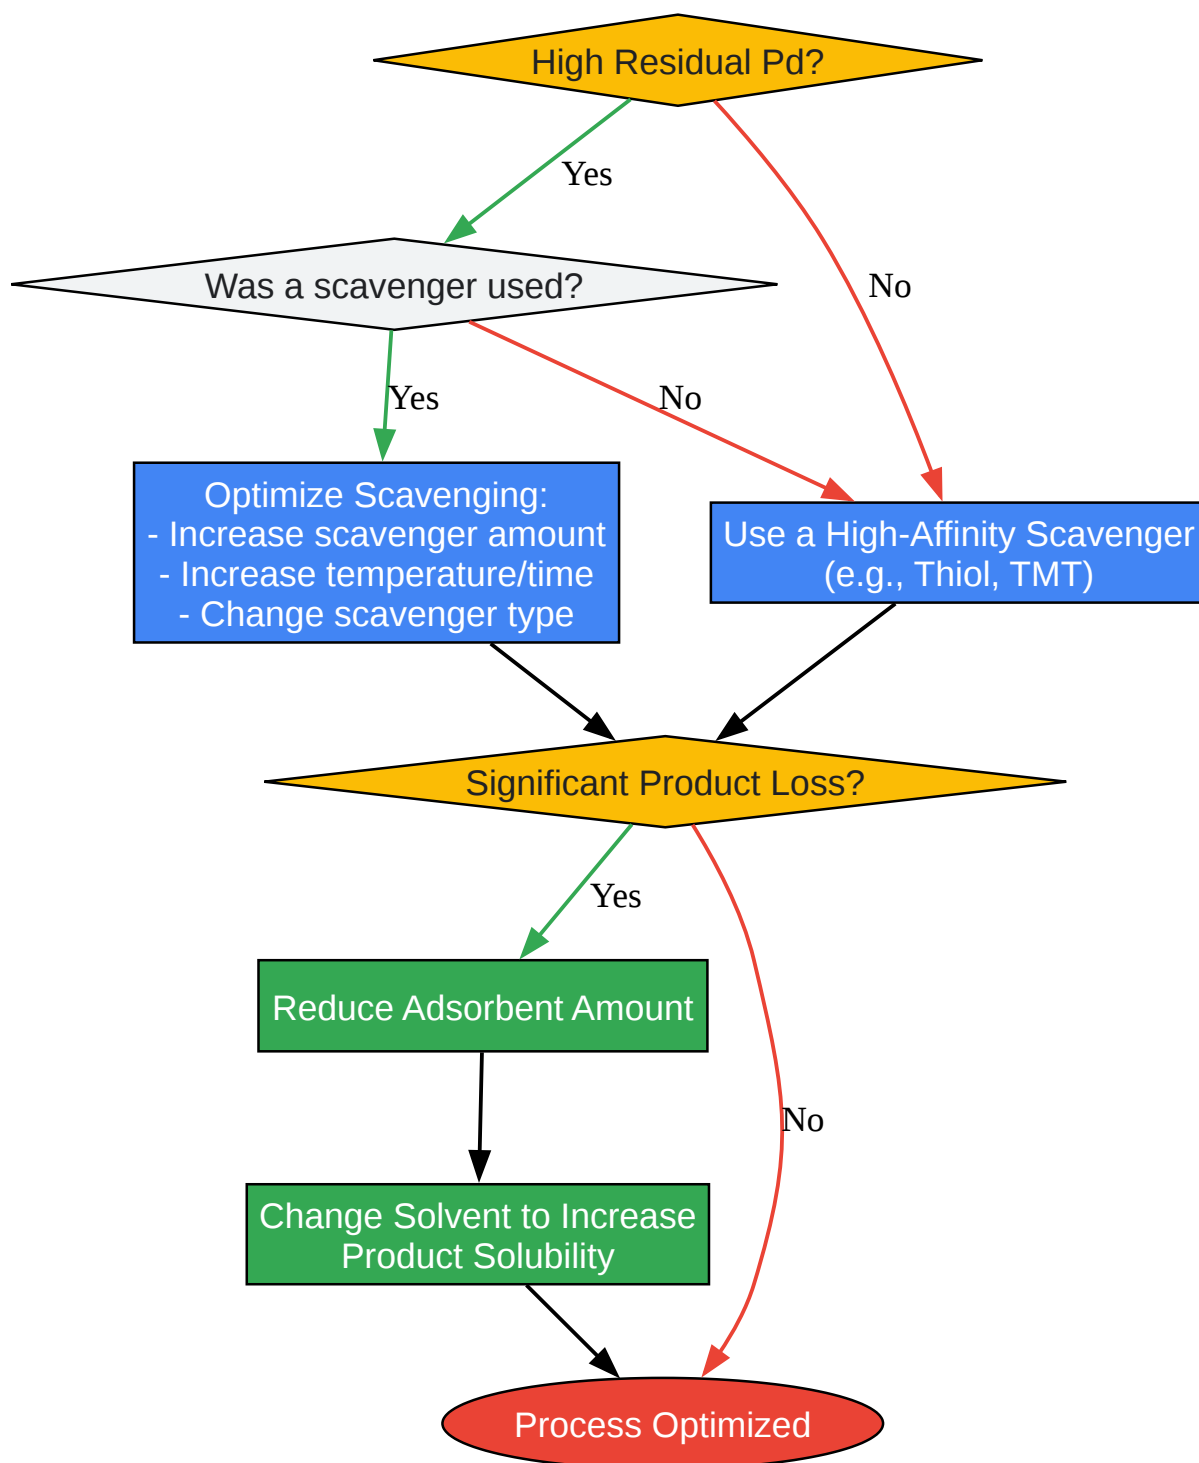 High Residual Pd?
Yes
Was a scavenger used?
No
Yes
No
Optimize Scavenging:
- Increase scavenger amount
- Increase temperature/time
- Change scavenger type
Use a High-Affinity Scavenger
(e.g., Thiol, TMT)
Significant Product Loss?
Yes
Reduce Adsorbent Amount
No
Change Solvent to Increase
Product Solubility
Process Optimized